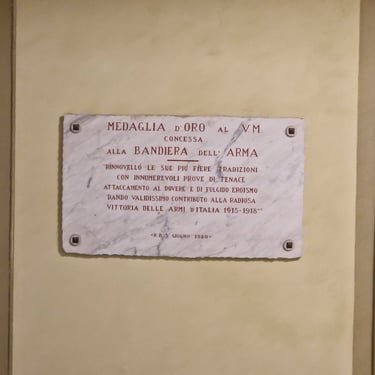 MEDAGLIA D'ORO AL V.M.
CONCESSA
ALLA BANDIERA DELL'ARMA
"RINNOVELLÒ LE SUE PIÙ FIERE TRADIZIONI
CON INNUMEREVOLI PROVE DI TENACE
ATTACCAMENTO AL DOVERE E DI FULGIDO EROISMO
DANDO VALIDISSIMO CONTRIBUTO ALLA RADIOSA
VITTORIA DELLE ARMI D'ITALIA 1915-1918"
GIUGNO 1920